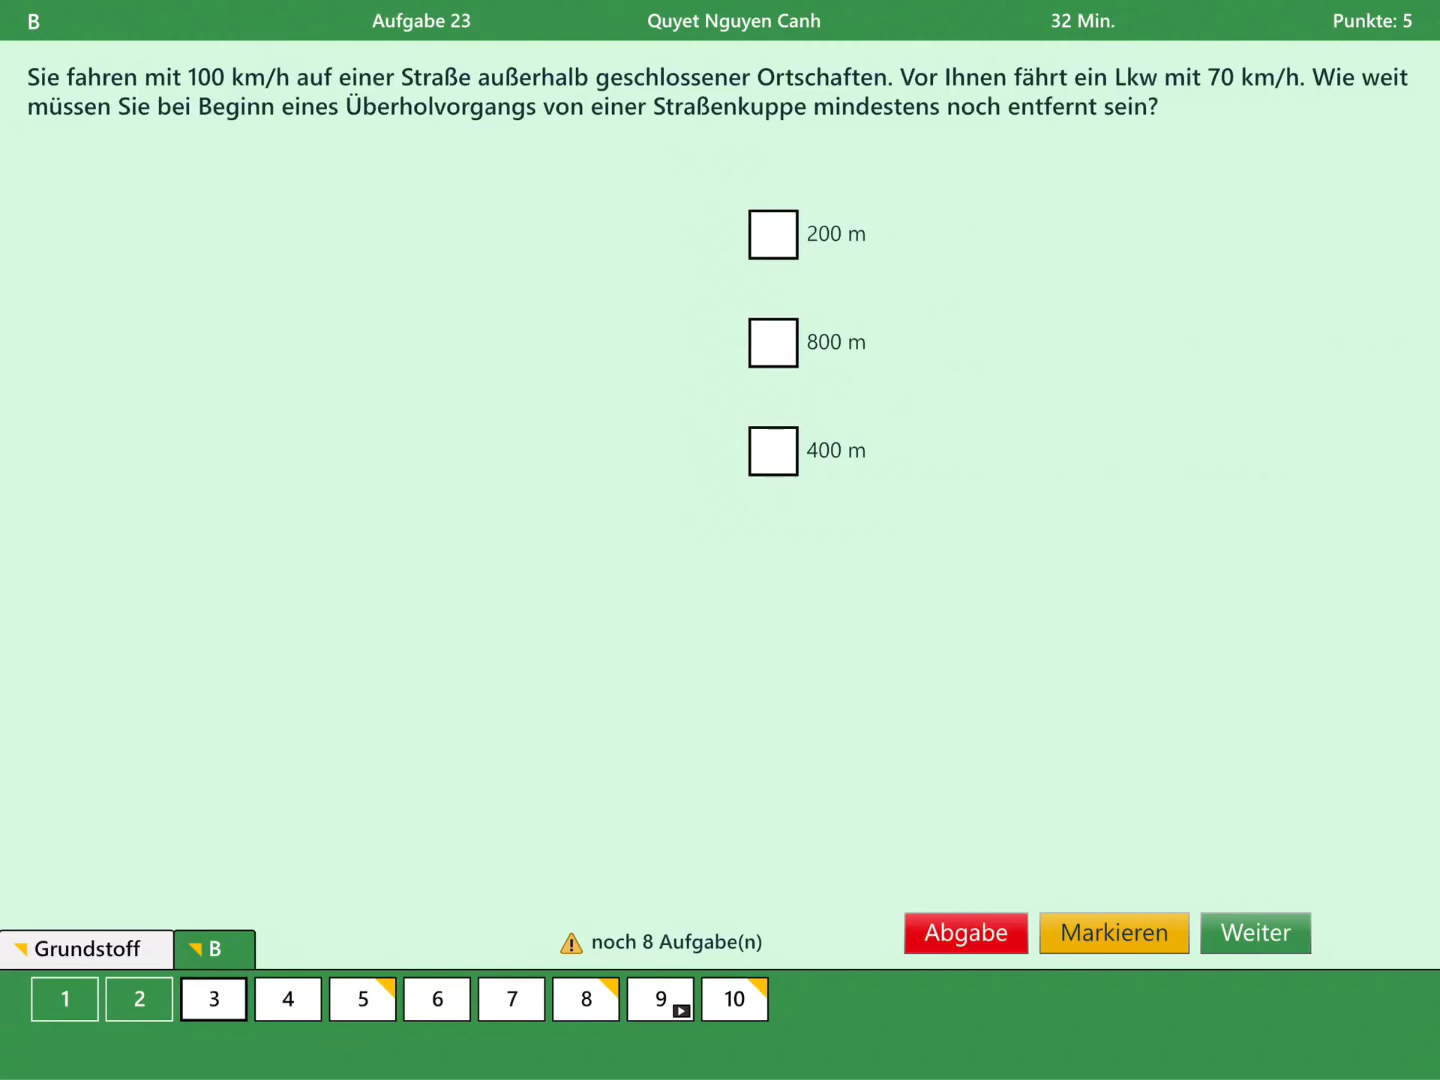 B
Aufgabe 23
Quyet Nguyen Canh
32 Min.
Punkte: 5
Sie fahren mit 100 km/h auf einer Straße außerhalb geschlossener Ortschaften. Vor Ihnen fährt ein Lkw mit 70 km/h. Wie weit
müssen Sie bei Beginn eines Überholvorgangs von einer Straßenkuppe mindestens noch entfernt sein?
200 m
800 m
400 m
Grundstoff
B
noch 8 Aufgabe(n)
Abgabe
Markieren
Weiter
1
2
3
4
5
6
7
8
9
10